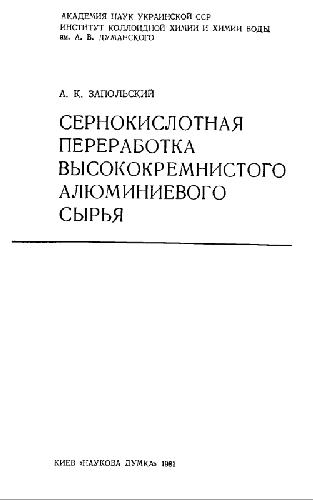 АКАДЕМИЯ НАУК УКРАИНСКОЙ ССР
ИНСТИТУТ КОЛЛОИДНОЙ ХИМИИ И ХИМИИ ВОДЫ
им. А. В. ДУМАНСКОГО
А. К. ЗАПОЛЬСКИЙ
СЕРНОКИСЛОТНАЯ
ПЕРЕРАБОТКА
ВЫСОКОКРЕМНИСТОГО
АЛЮМИНИЕВОГО
СЫРЬЯ
КИЕВ «НАУКОВА ДУМКА» 1981